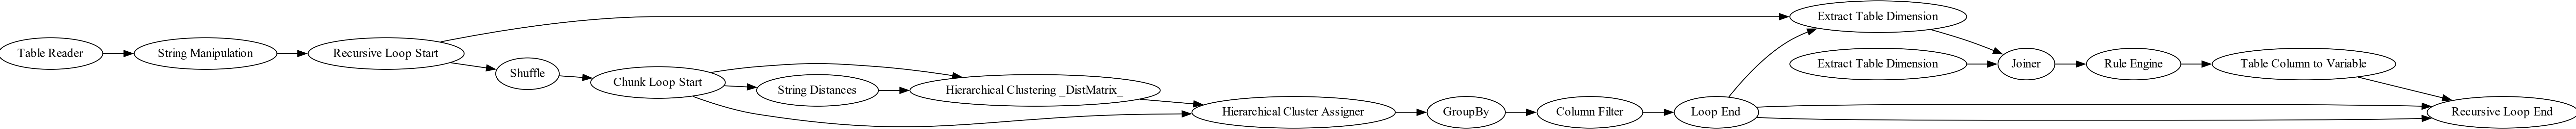 Table Reader
String Manipulation
Recursive Loop Start
Shuffle
Chunk Loop Start
String Distances
Hierarchical Clustering _DistMatrix_
Hierarchical Cluster Assigner
GroupBy
Column Filter
Loop End
Extract Table Dimension
Extract Table Dimension
Joiner
Rule Engine
Table Column to Variable
Recursive Loop End